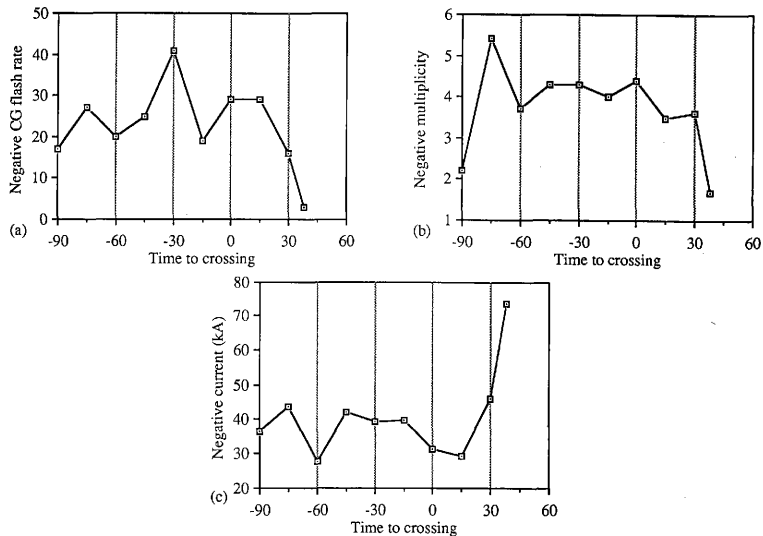 Negative CG flash rate
50
40
30
20
10
0
-90 -60 -30 0 30 60
Time to crossing
(a)
Negative multiplicity
6
5
4
3
2
1
-90 -60 -30 0 30 60
Time to crossing
(b)
Negative current (kA)
80
70
60
50
40
30
20
-90 -60 -30 0 30 60
Time to crossing
(c)